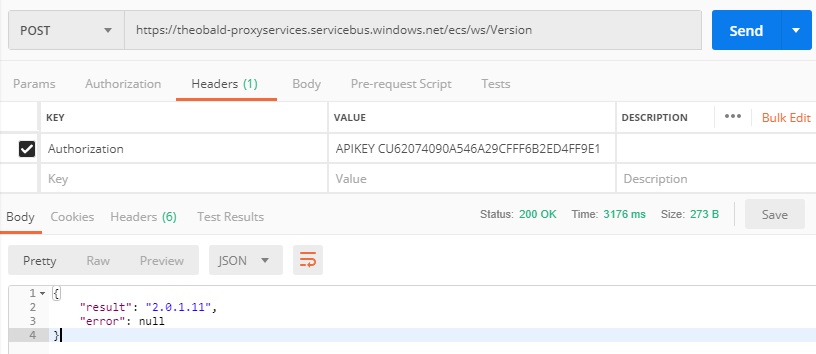 POST https://theobald-proxyservices.servicebus.windows.net/ecs/ws/Version Send
Params Authorization Headers (1) Body Pre-request Script Tests
KEY VALUE DESCRIPTION ••• Bulk Edit
Authorization APIKEY CU62074090A546A29CFFF6B2ED4FF9E1
Key Value Description
Body Cookies Headers (6) Test Results Status: 200 OK Time: 3176 ms Size: 273 B Save
Pretty Raw Preview JSON
1 {
2 "result": "2.0.1.11",
3 "error": null
4 }